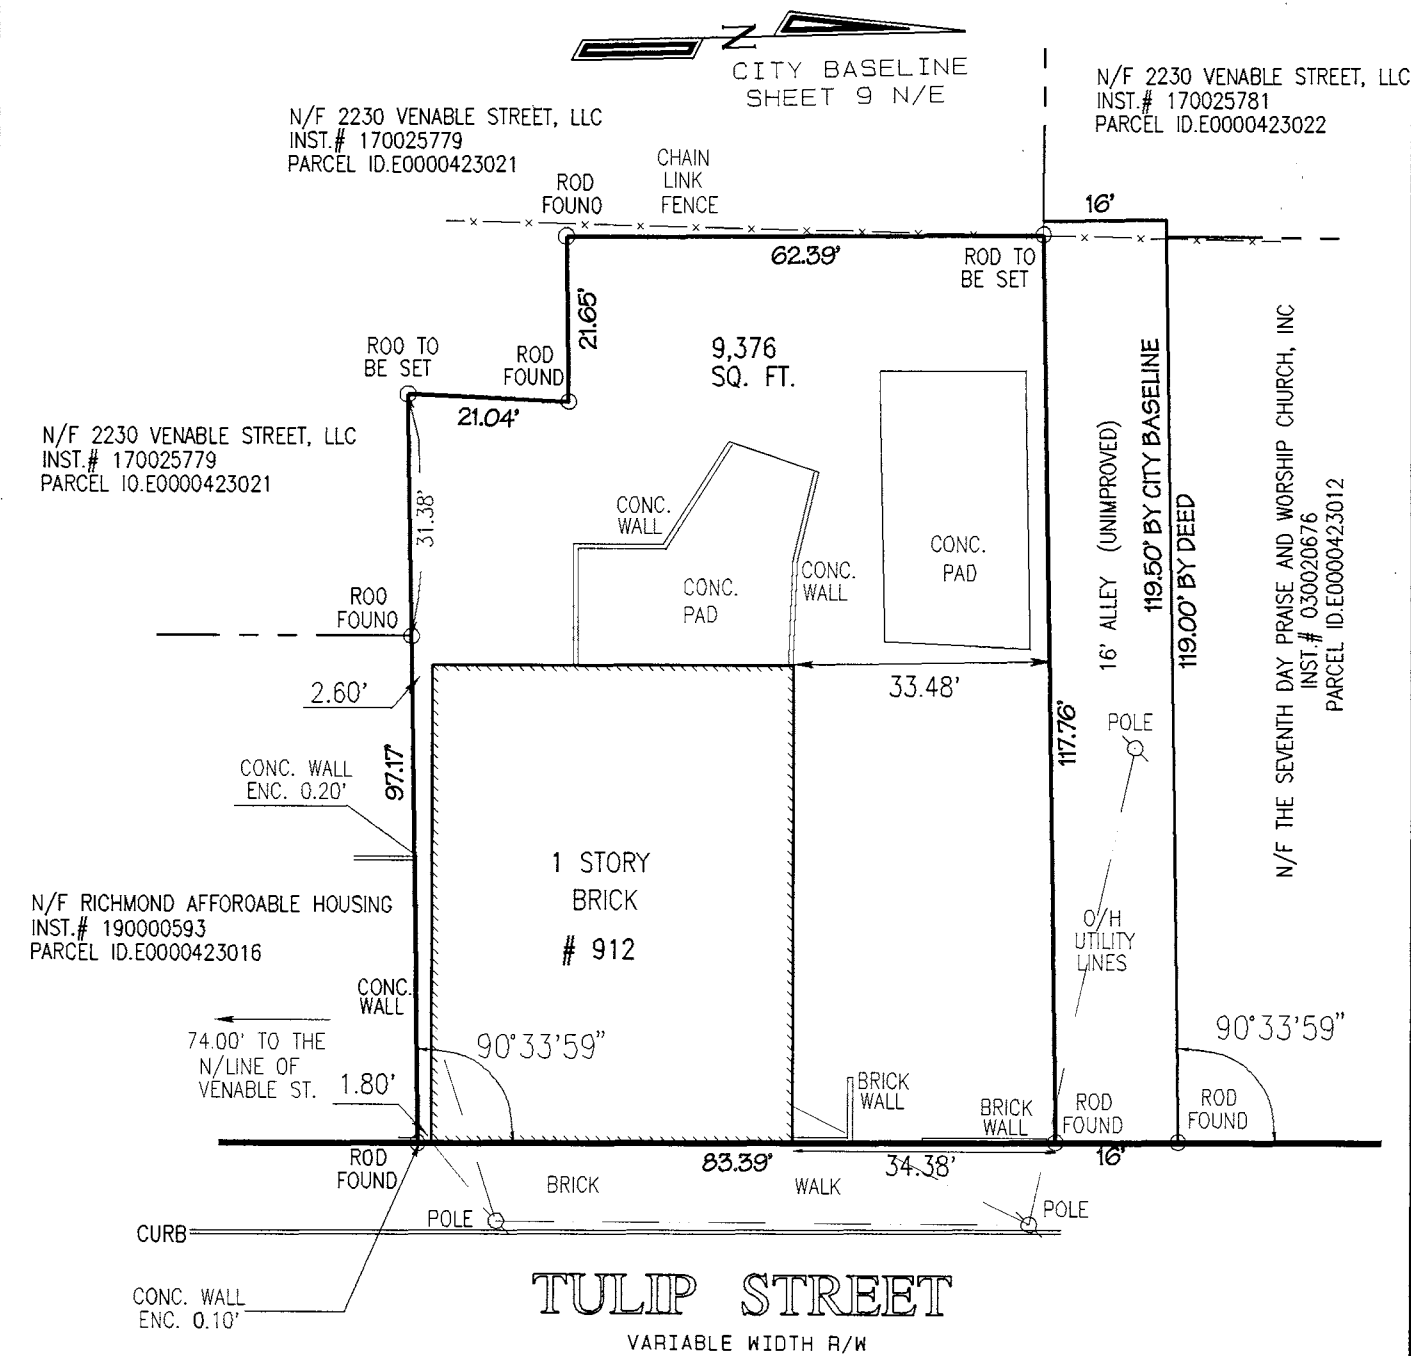 N
CITY BASELINE
SHEET 9 N/E
N/F 2230 VENABLE STREET, LLC
INST.# 170025781
PARCEL ID.E0000423022
N/F 2230 VENABLE STREET, LLC
INST.# 170025779
PARCEL ID.E0000423021
CHAIN
LINK
FENCE
ROD
FOUNO
16'
62.39'
ROD TO
BE SET
21.65'
ROO TO
BE SET
ROD
FOUND
9,376
SQ. FT.
21.04'
N/F 2230 VENABLE STREET, LLC
INST.# 170025779
PARCEL IO.E0000423021
31.38'
CONC.
WALL
CONC.
PAD
CONC.
WALL
CONC.
PAD
16' ALLEY (UNIMPROVED)
119.50' BY CITY BASELINE
119.00' BY DEED
N/F THE SEVENTH DAY PRAISE AND WORSHIP CHURCH, INC
INST.# 030020676
PARCEL ID.E0000423012
ROO
FOUNO
2.60'
33.48'
117.76'
POLE
97.17'
CONC. WALL
ENC. 0.20'
1 STORY
BRICK
# 912
N/F RICHMOND AFFOROABLE HOUSING
INST.# 190000593
PARCEL ID.E0000423016
O/H
UTILITY
LINES
CONC.
WALL
74.00' TO THE
N/LINE OF
VENABLE ST.
1.80'
90°33'59"
90°33'59"
BRICK
WALL
BRICK
WALL
ROD
FOUND
ROD
FOUND
ROD
FOUND
83.39'
34.38'
16'
BRICK
WALK
POLE
POLE
CURB
CONC. WALL
ENC. 0.10'
TULIP STREET
VARIABLE WIDTH R/W